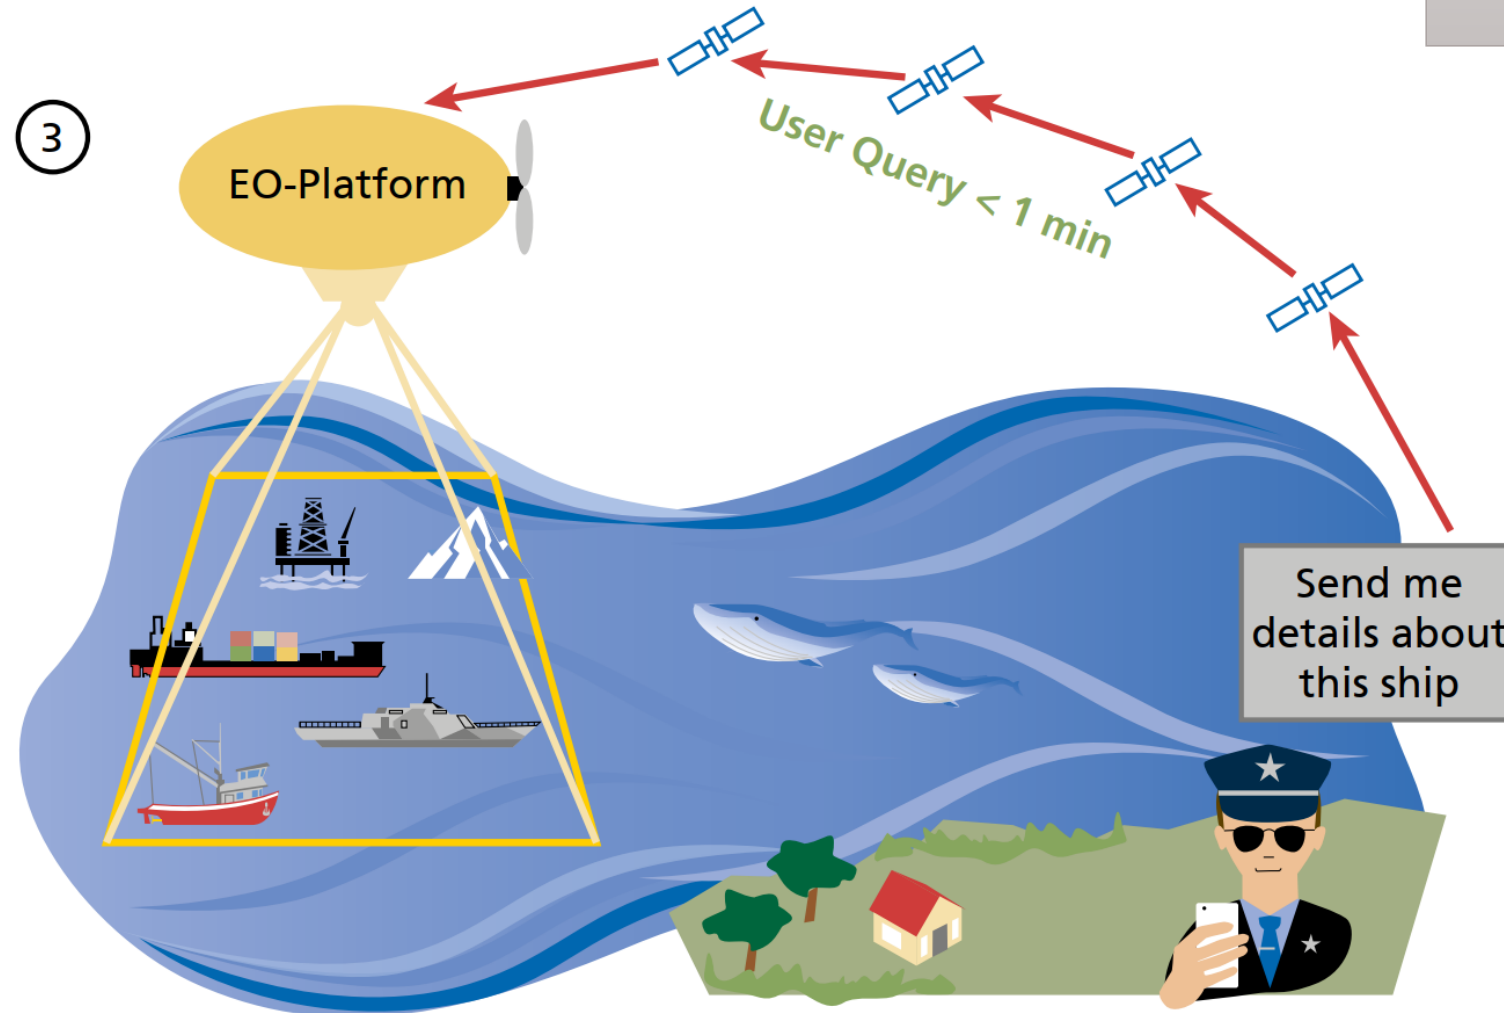 3
EO-Platform
User Query < 1 min
Send me
details about
this ship